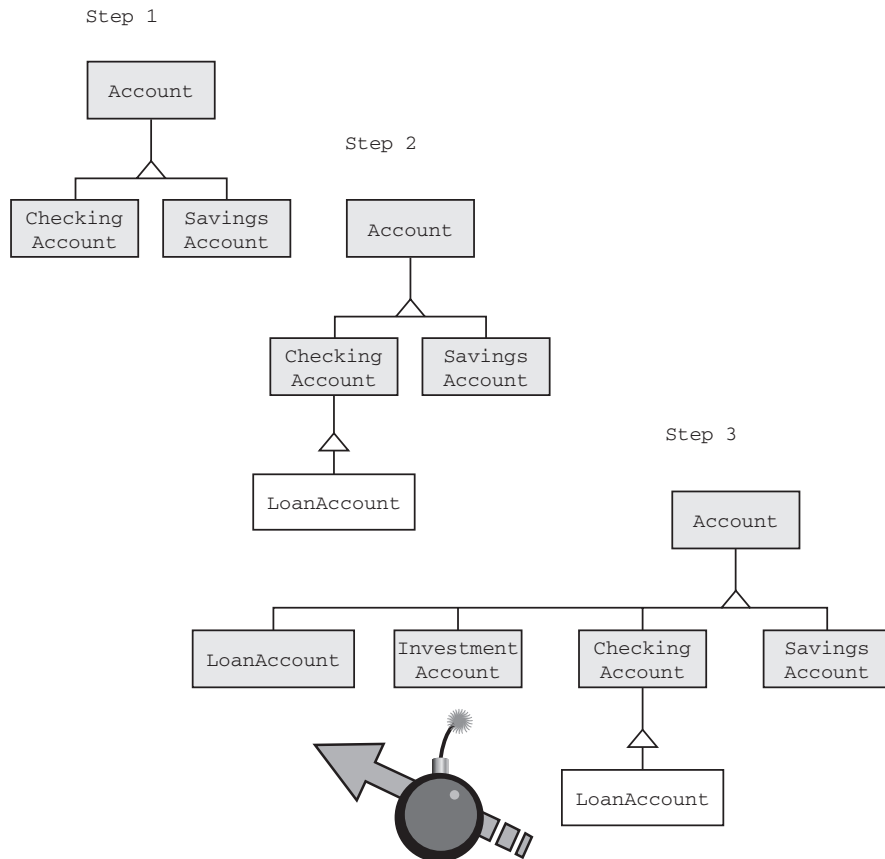 Step 1
Account
Checking
Account
Savings
Account
Step 2
Account
Checking
Account
Savings
Account
LoanAccount
Step 3
Account
LoanAccount
Investment
Account
Checking
Account
Savings
Account
LoanAccount